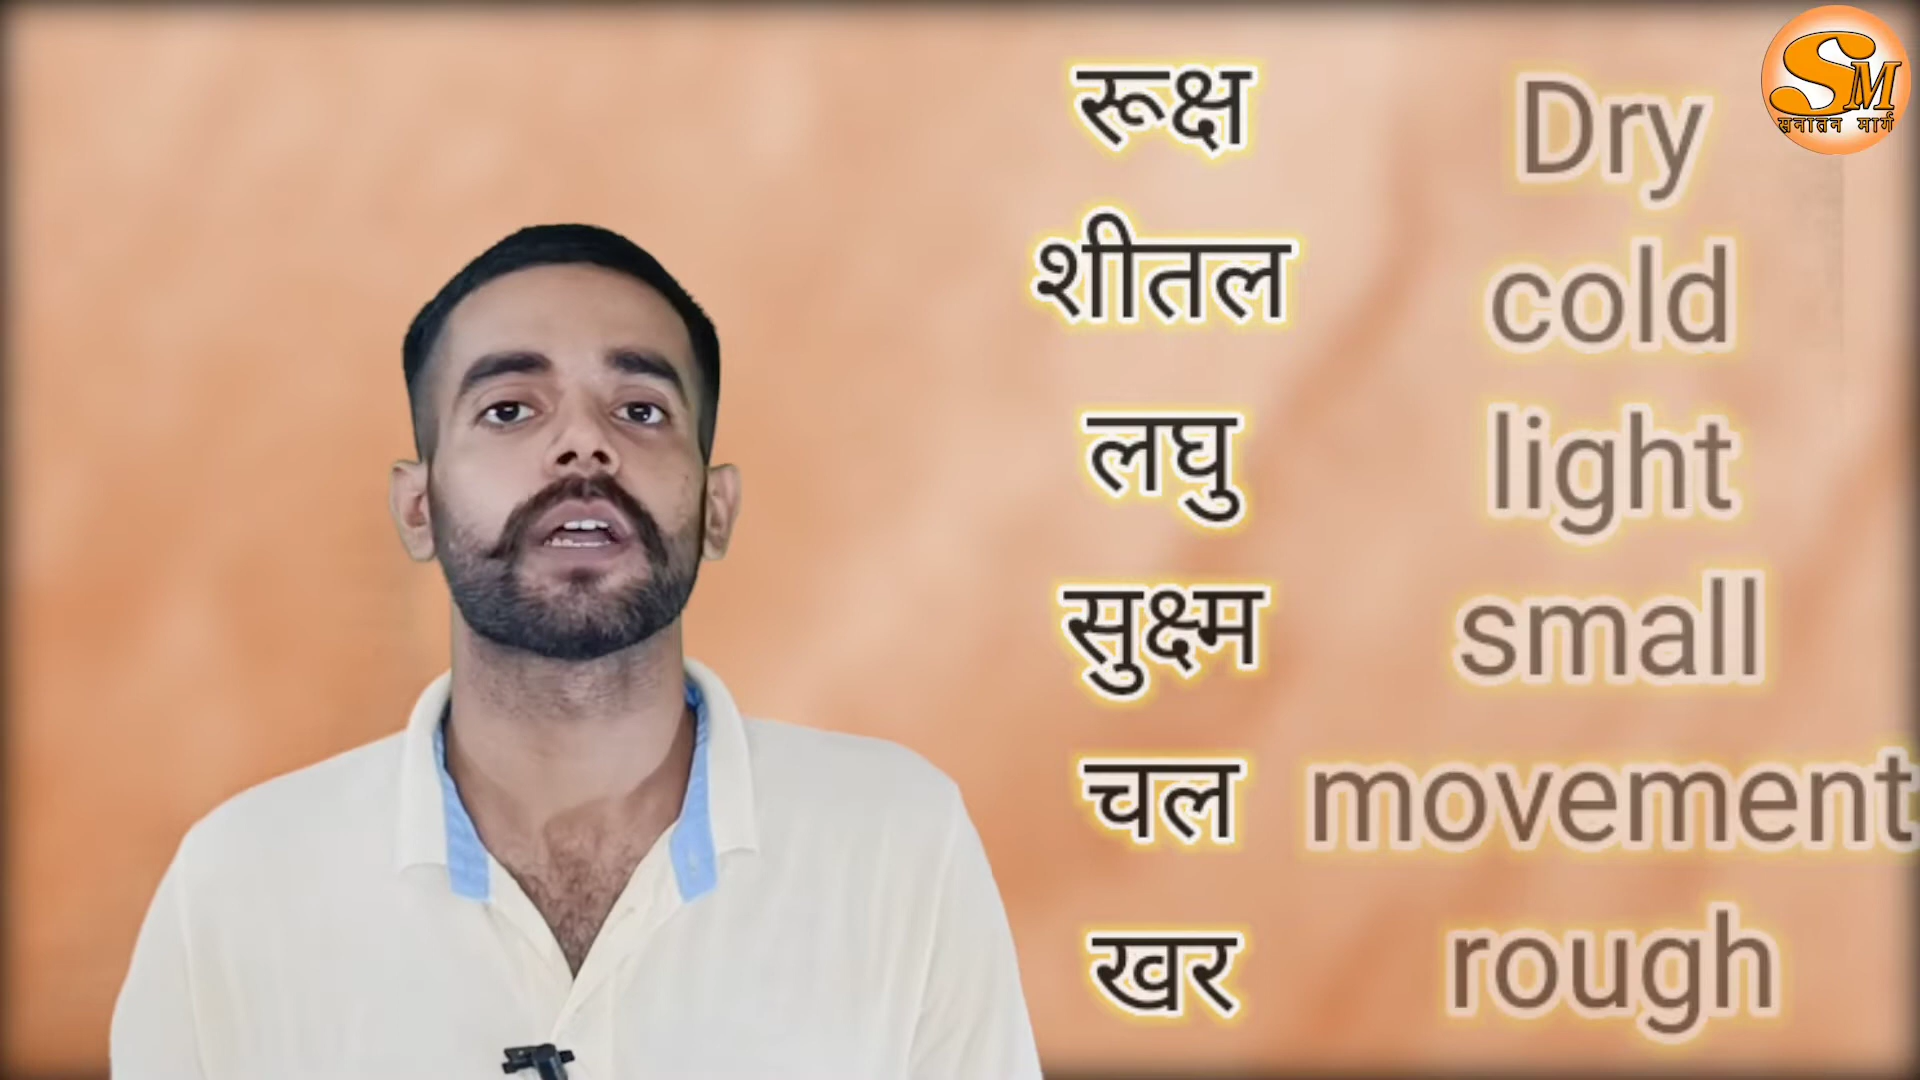 रूक्ष Dry
शीतल cold
लघु light
सुक्ष्म small
चल movement
खर rough
SM
सनातन मार्ग